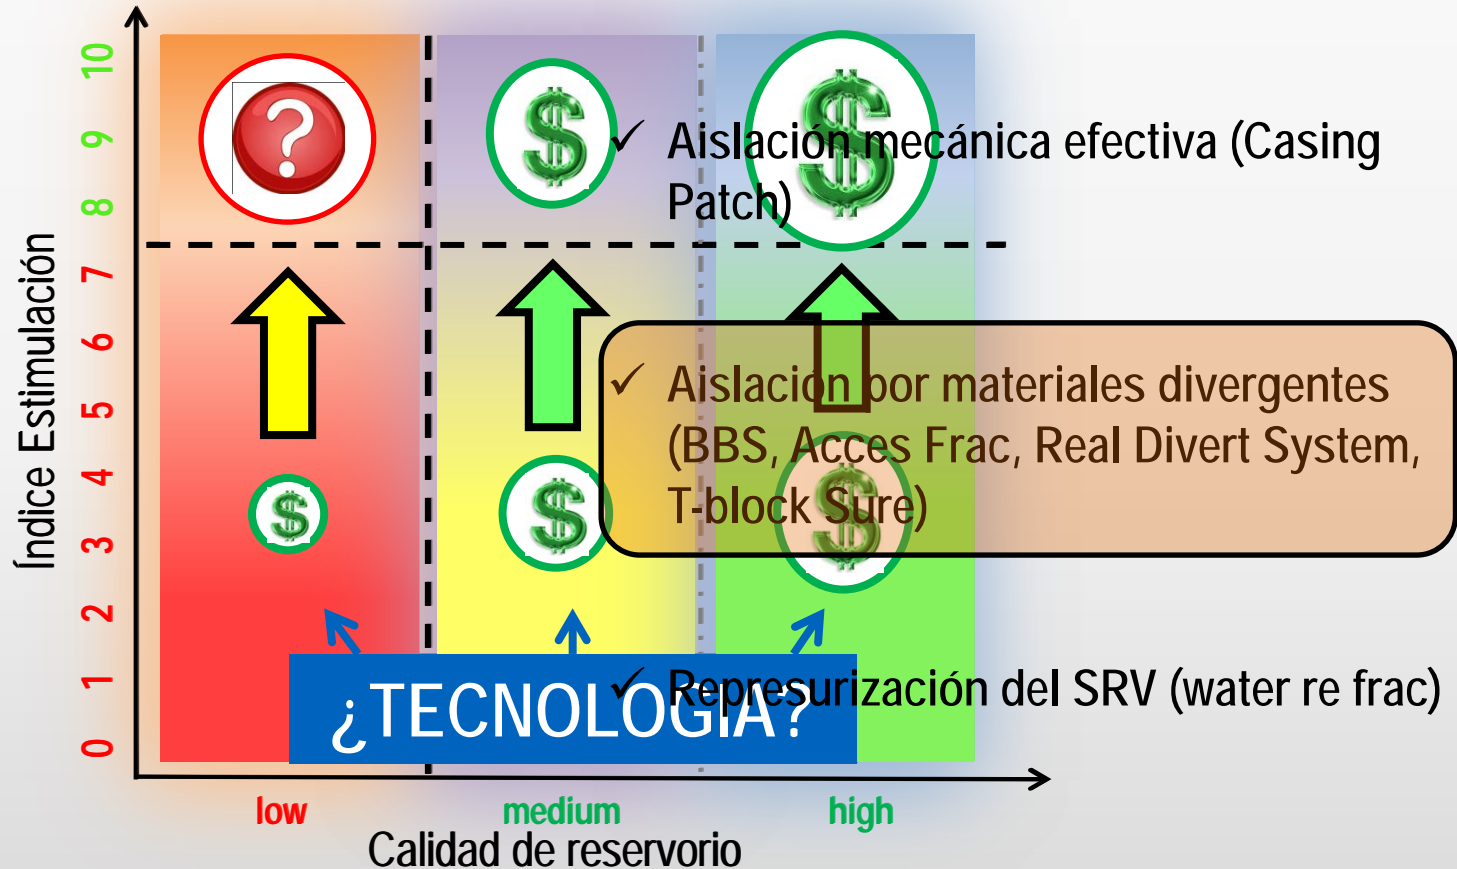 Índice Estimulación
10
9
8
7
6
5
4
3
2
1
0
?
$
$
✓ Aislación mecánica efectiva (Casing
Patch)
✓ Aislación por materiales divergentes
(BBS, Acces Frac, Real Divert System,
T-block Sure)
$
$
$
✓ Represurización del SRV (water re frac)
¿TECNOLOGIA?
low
medium
high
Calidad de reservorio